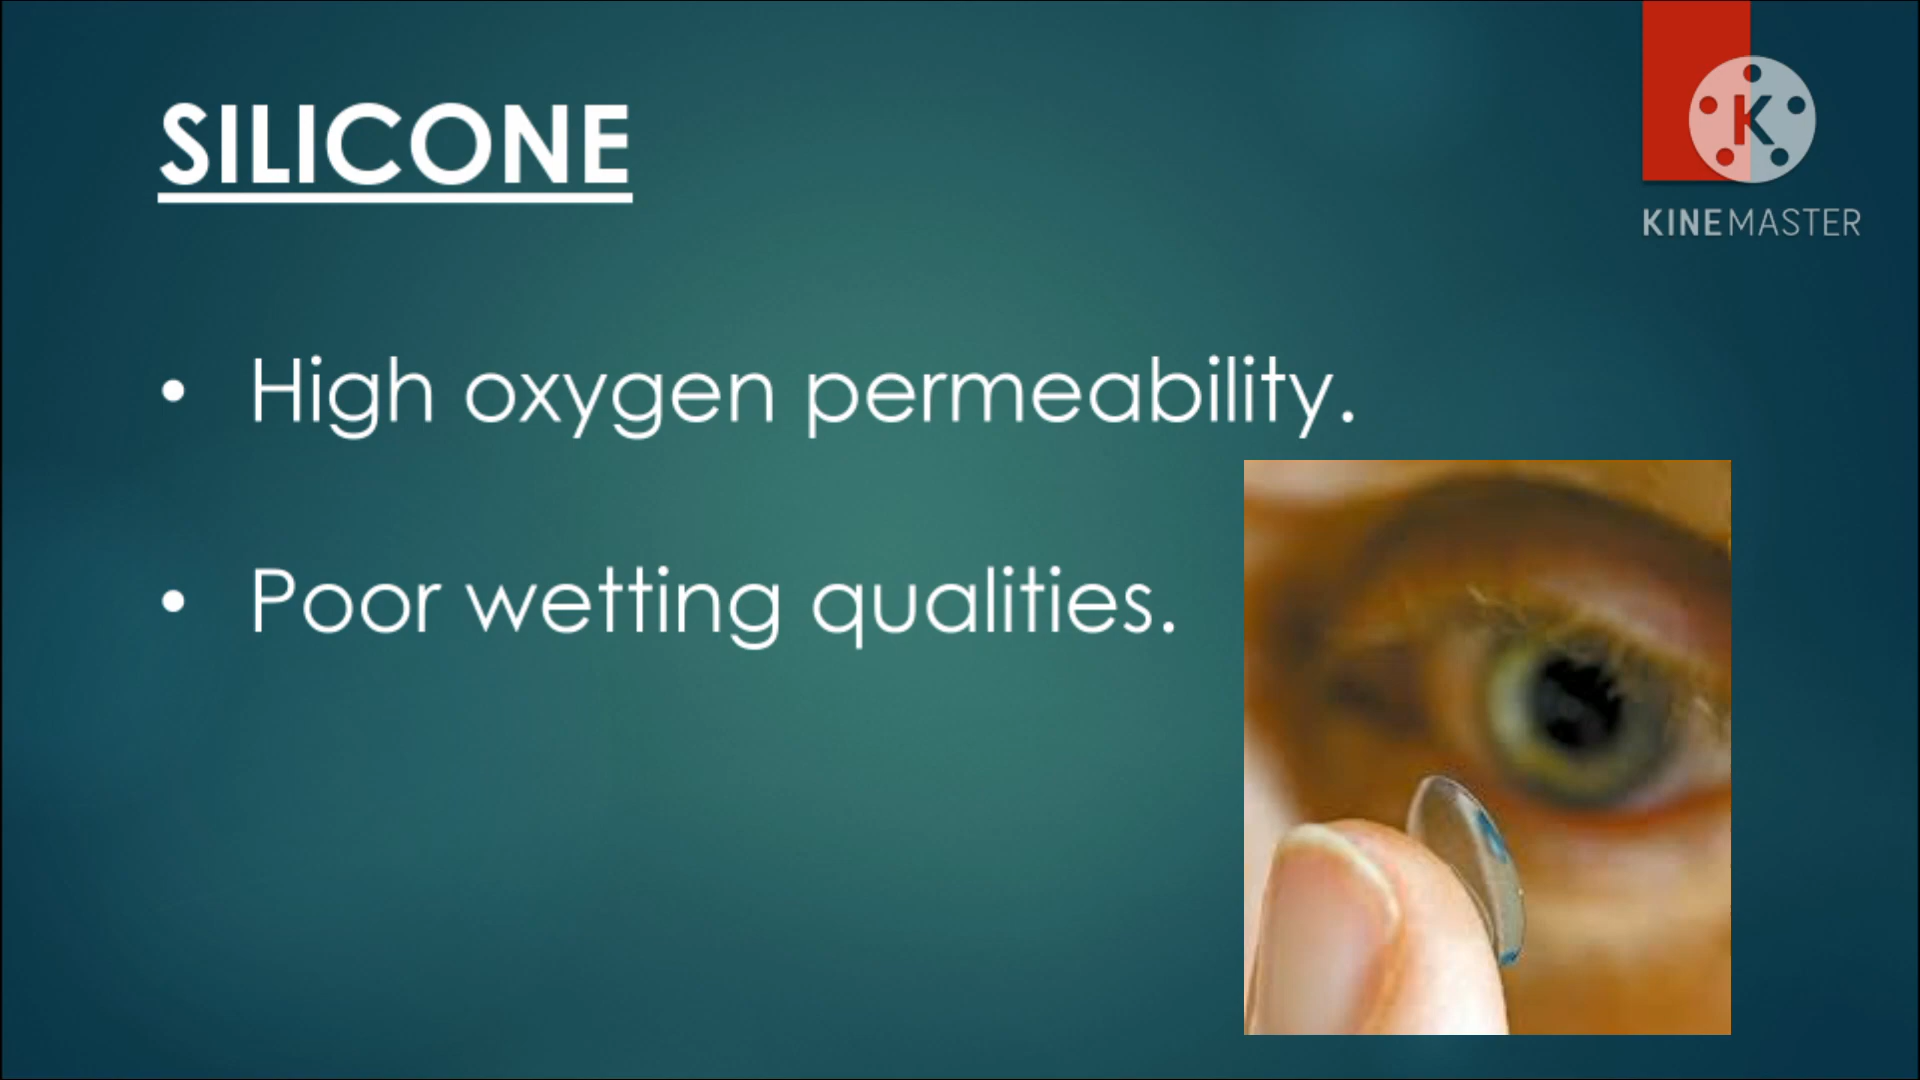 SILICONE
K
KINEMASTER
• High oxygen permeability.
• Poor wetting qualities.